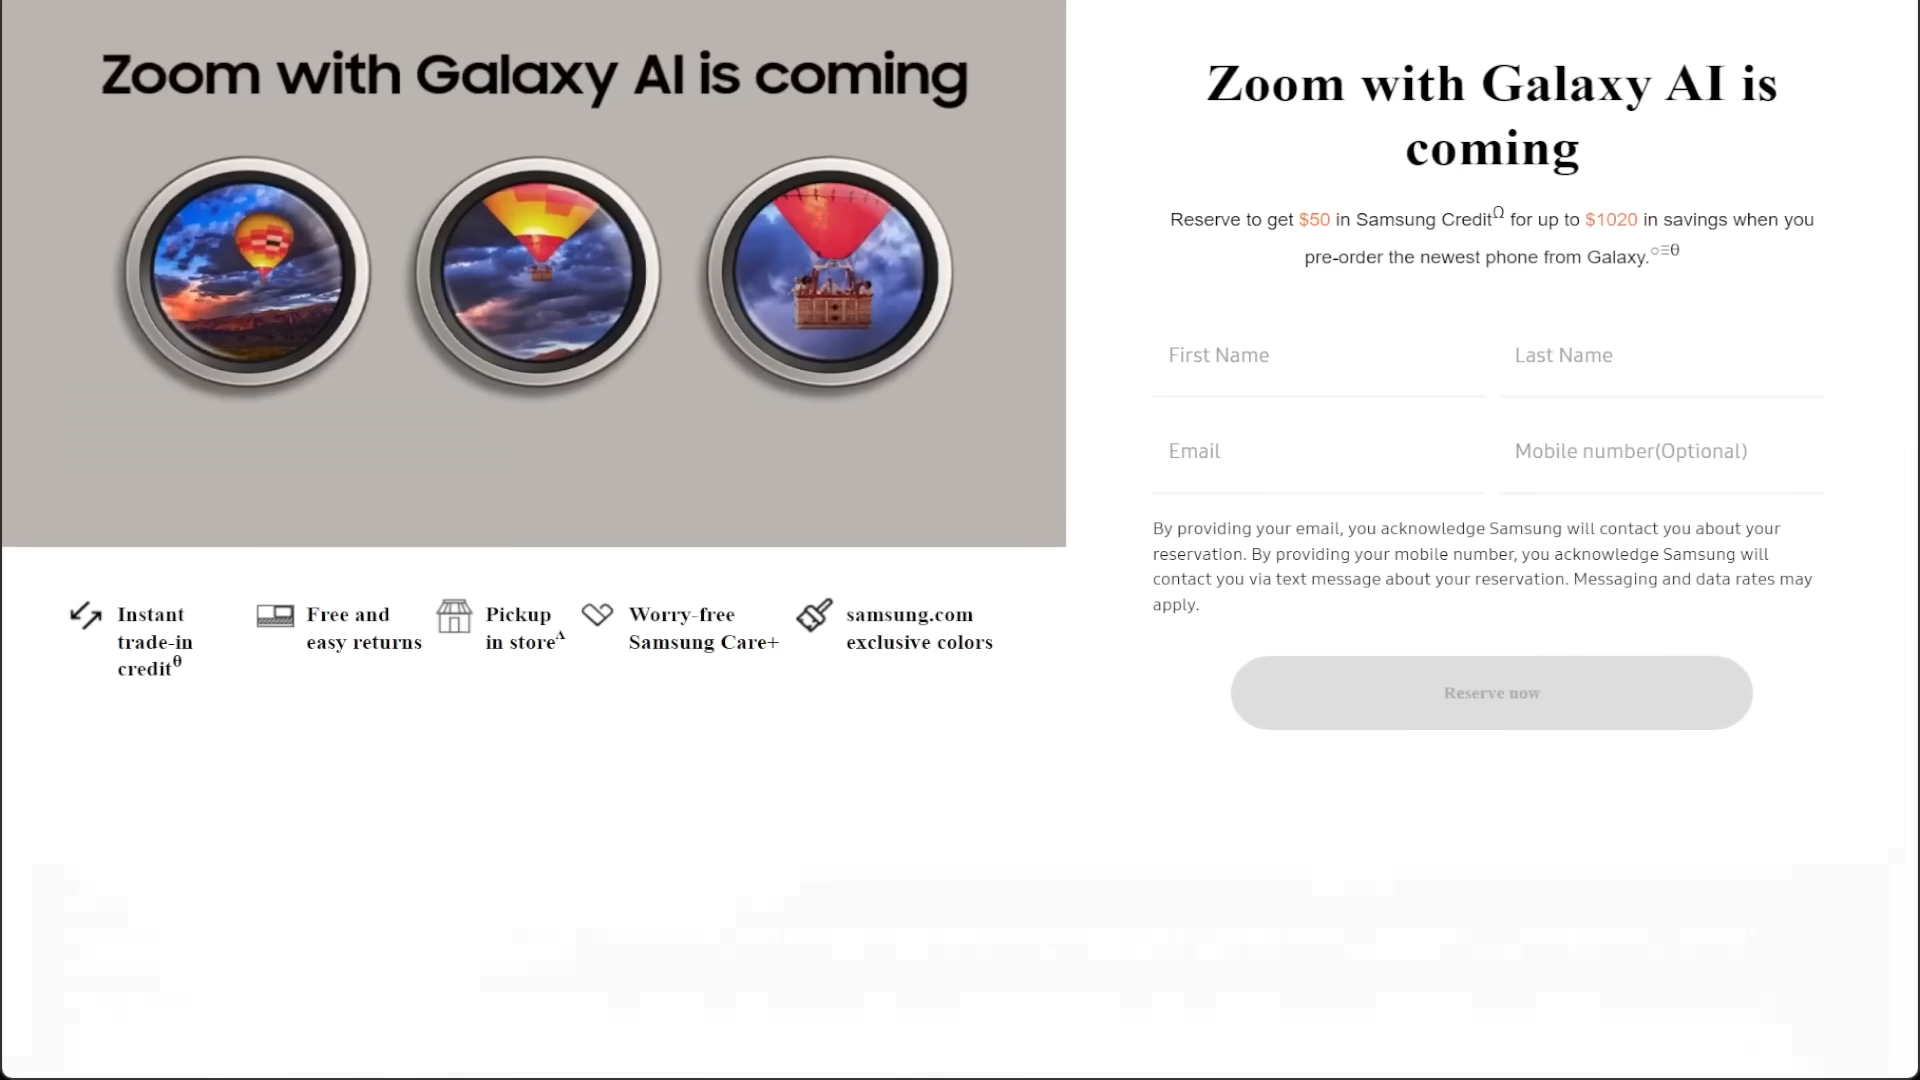 Zoom with Galaxy AI is coming
Instant
trade-in
creditθ
Free and
easy returns
Pickup
in storeᴧ
Worry-free
Samsung Care+
samsung.com
exclusive colors
Zoom with Galaxy AI is
coming
Reserve to get $50 in Samsung CreditΩ for up to $1020 in savings when you
pre-order the newest phone from Galaxy.○Ξθ
First Name
Last Name
Email
Mobile number(Optional)
By providing your email, you acknowledge Samsung will contact you about your
reservation. By providing your mobile number, you acknowledge Samsung will
contact you via text message about your reservation. Messaging and data rates may
apply.
Reserve now